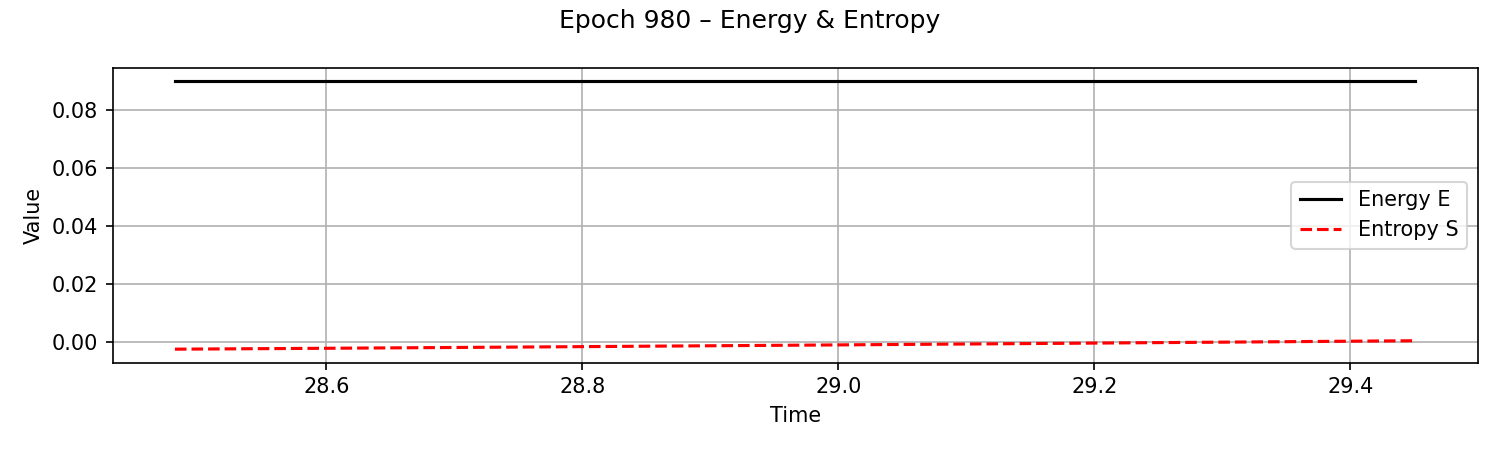 Epoch 980 – Energy & Entropy
0.08
0.06
0.04
0.02
0.00
Value
Energy E
Entropy S
28.6 28.8 29.0 29.2 29.4
Time